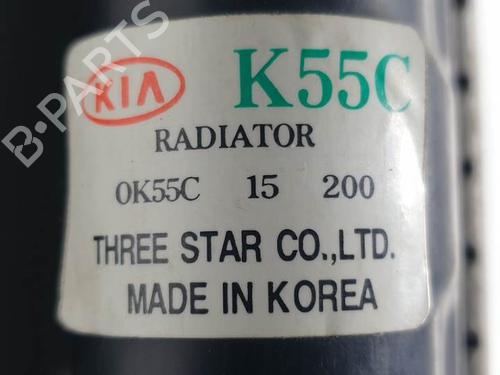 B-PARTS
KIA K55C
RADIATOR
0K55C 15 200
THREE STAR CO.,LTD.
MADE IN KOREA